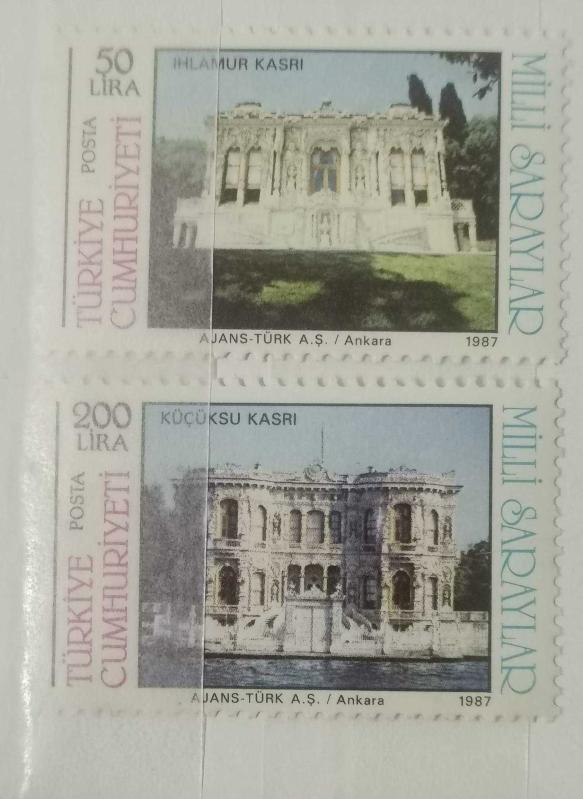 50
LİRA
POSTA
TÜRKİYE
CUMHURİYETİ
IHLAMUR KASRI
MİLLİ SARAYLAR
AJANS-TÜRK A.Ş. / Ankara 1987
200
LİRA
POSTA
TÜRKİYE
CUMHURİYETİ
KÜÇÜKSU KASRI
MİLLİ SARAYLAR
AJANS-TÜRK A.Ş. / Ankara 1987